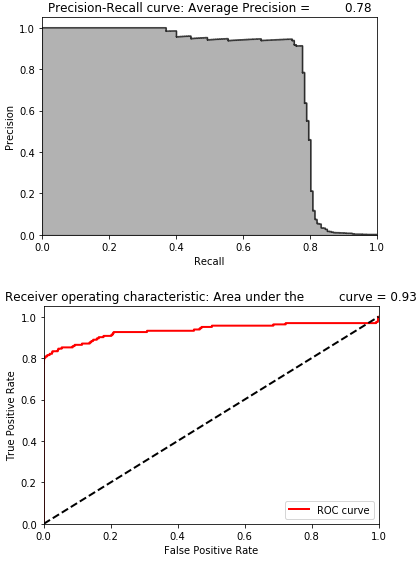 Precision-Recall curve: Average Precision = 0.78
1.0
0.8
0.6
0.4
0.2
0.0
Precision
0.0 0.2 0.4 0.6 0.8 1.0
Recall
Receiver operating characteristic: Area under the curve = 0.93
1.0
0.8
0.6
0.4
0.2
0.0
True Positive Rate
ROC curve
0.0 0.2 0.4 0.6 0.8 1.0
False Positive Rate